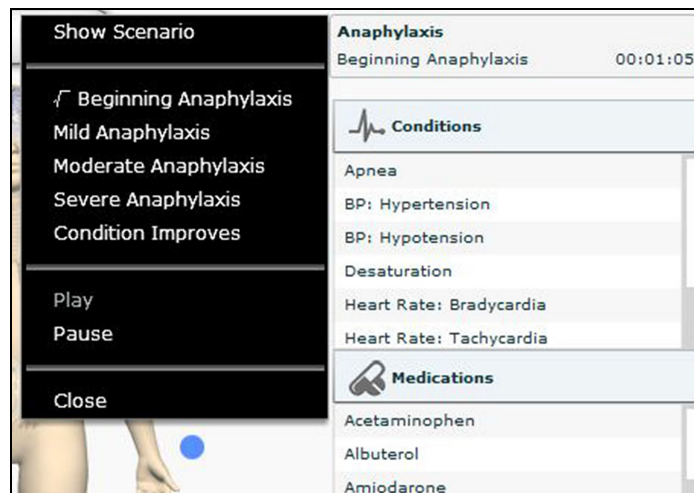 Show Scenario
√ Beginning Anaphylaxis
Mild Anaphylaxis
Moderate Anaphylaxis
Severe Anaphylaxis
Condition Improves
Play
Pause
Close
Anaphylaxis
Beginning Anaphylaxis 00:01:05
Conditions
Apnea
BP: Hypertension
BP: Hypotension
Desaturation
Heart Rate: Bradycardia
Heart Rate: Tachycardia
Medications
Acetaminophen
Albuterol
Amiodarone